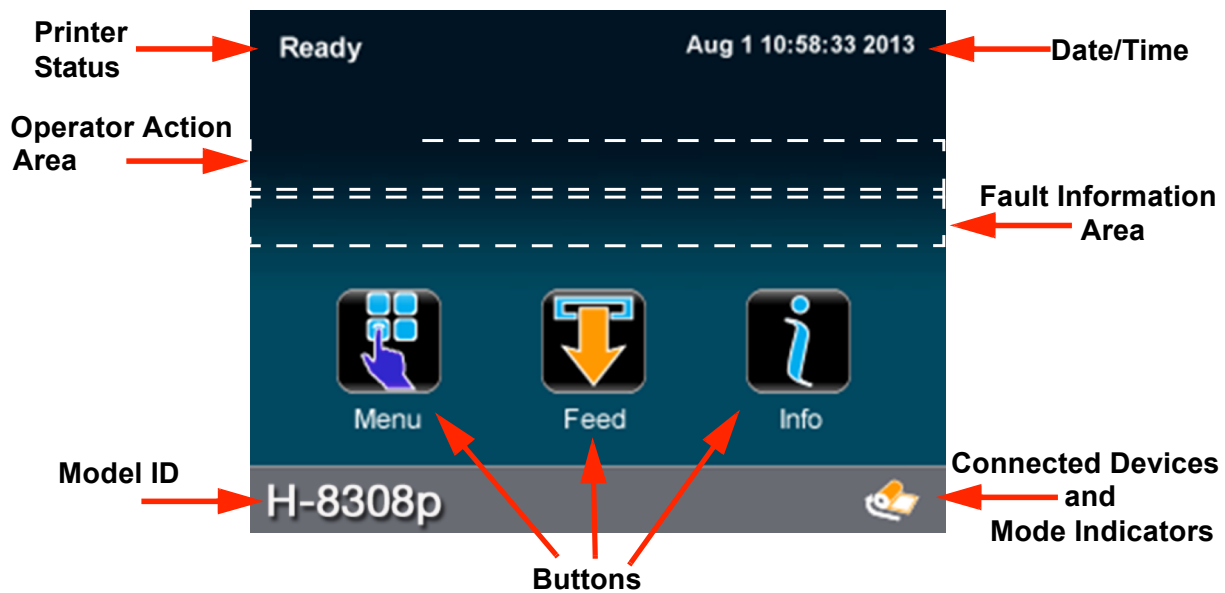 Printer
Status
Ready
Aug 1 10:58:33 2013
Date/Time
Operator Action
Area
Fault Information
Area
Menu
Feed
Info
Model ID
H-8308p
Connected Devices
and
Mode Indicators
Buttons